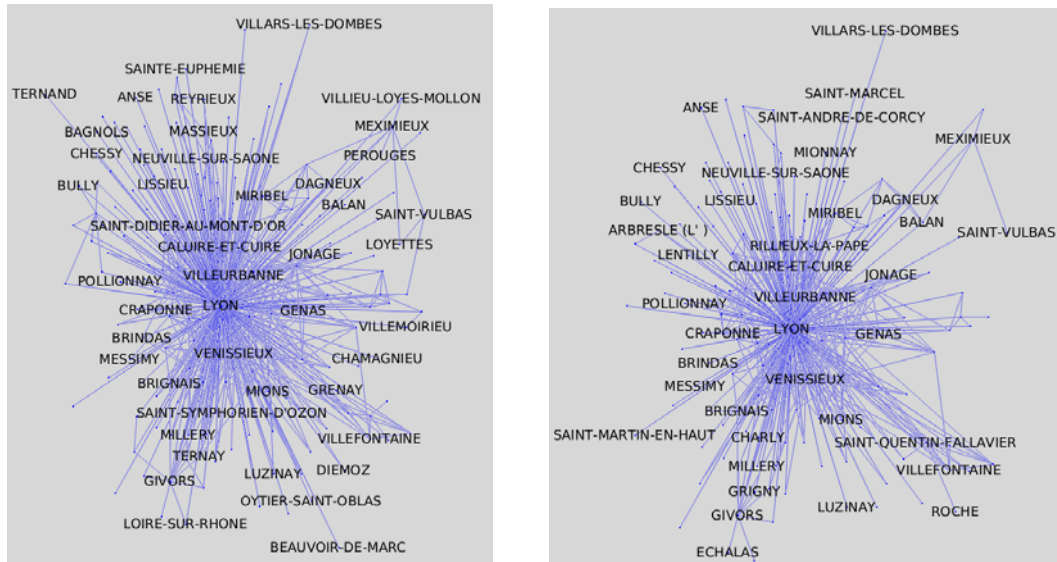 VILLARS-LES-DOMBES
SAINTE-EUPHEMIE
TERNAND
ANSE
REYRIEUX
VILLIEU-LOYES-MOLLON
BAGNOLS
MASSIEUX
MEXIMIEUX
CHESSY
NEUVILLE-SUR-SAONE
PEROUGES
BULLY
LISSIEU
MIRIBEL
DAGNEUX
BALAN
SAINT-DIDIER-AU-MONT-D'OR
SAINT-VULBAS
CALUIRE-ET-CUIRE
JONAGE
LOYETTES
POLLIONNAY
VILLEURBANNE
CRAPONNE
LYON
GENAS
VILLEMOIRIEU
BRINDAS
MESSIMY
VENISSIEUX
CHAMAGNIEU
BRIGNAIS
MIONS
GRENAY
SAINT-SYMPHORIEN-D'OZON
MILLERY
VILLEFONTAINE
TERNAY
GIVORS
LUZINAY
DIEMOZ
OYTIER-SAINT-OBLAS
LOIRE-SUR-RHONE
BEAUVOIR-DE-MARC
VILLARS-LES-DOMBES
SAINT-MARCEL
ANSE
SAINT-ANDRE-DE-CORCY
MEXIMIEUX
MIONNAY
CHESSY
NEUVILLE-SUR-SAONE
BULLY
LISSIEU
MIRIBEL
DAGNEUX
BALAN
ARBRESLE (L' )
SAINT-VULBAS
LENTILLY
RILLIEUX-LA-PAPE
CALUIRE-ET-CUIRE
JONAGE
POLLIONNAY
VILLEURBANNE
CRAPONNE
LYON
GENAS
BRINDAS
MESSIMY
VENISSIEUX
BRIGNAIS
MIONS
SAINT-MARTIN-EN-HAUT
CHARLY
SAINT-QUENTIN-FALLAVIER
MILLERY
VILLEFONTAINE
GRIGNY
GIVORS
LUZINAY
ROCHE
ECHALAS